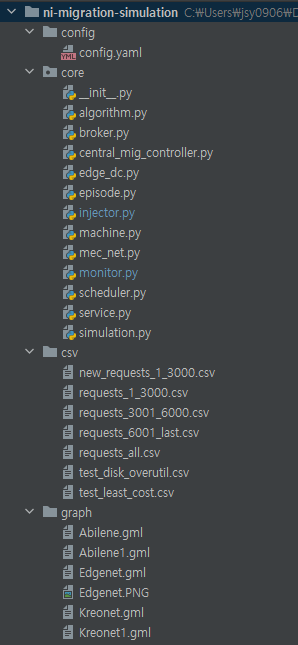 ni-migration-simulation C:₩Users₩jsy0906₩D
config
config.yaml
core
__init__.py
algorithm.py
broker.py
central_mig_controller.py
edge_dc.py
episode.py
injector.py
machine.py
mec_net.py
monitor.py
scheduler.py
service.py
simulation.py
csv
new_requests_1_3000.csv
requests_1_3000.csv
requests_3001_6000.csv
requests_6001_last.csv
requests_all.csv
test_disk_overutil.csv
test_least_cost.csv
graph
Abilene.gml
Abilene1.gml
Edgenet.gml
Edgenet.PNG
Kreonet.gml
Kreonet1.gml